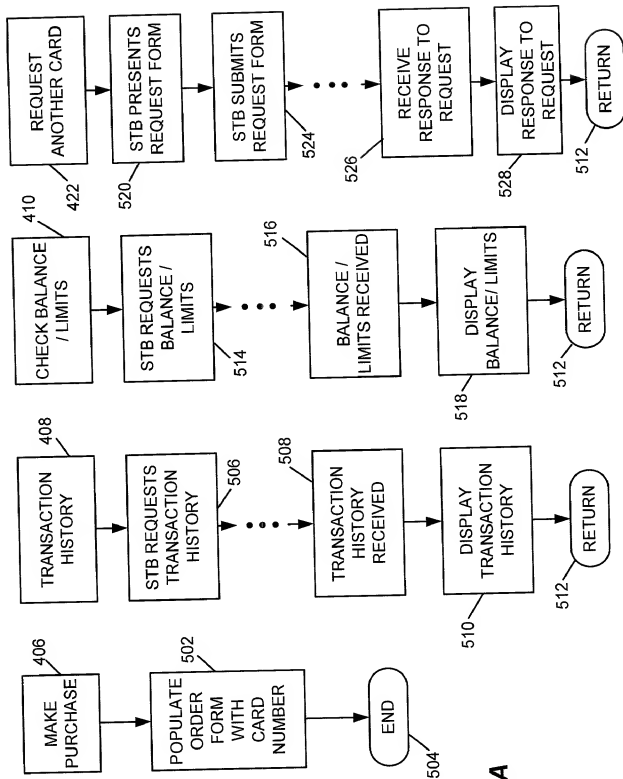 MAKE
PURCHASE
406
POPULATE
ORDER
FORM
WITH
CARD
NUMBER
502
END
504
TRANSACTION
HISTORY
408
STB REQUESTS
TRANSACTION
HISTORY
506
TRANSACTION
HISTORY
RECEIVED
508
DISPLAY
TRANSACTION
HISTORY
510
RETURN
512
CHECK BALANCE
/ LIMITS
410
STB REQUESTS
BALANCE /
LIMITS
514
BALANCE /
LIMITS RECEIVED
516
DISPLAY
BALANCE/ LIMITS
518
RETURN
512
REQUEST
ANOTHER CARD
422
STB PRESENTS
REQUEST FORM
520
STB SUBMITS
REQUEST FORM
524
RECEIVE
RESPONSE TO
REQUEST
526
DISPLAY
RESPONSE TO
REQUEST
528
RETURN
512
A